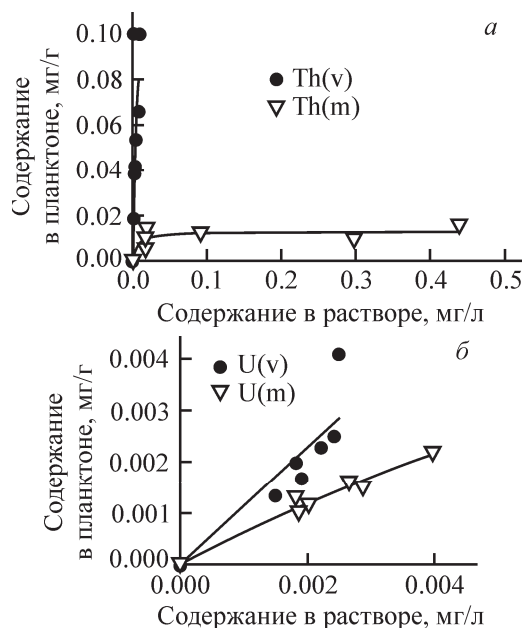 а
0.10
0.08
0.06
0.04
0.02
0.00
Содержание
в планктоне, мг/г
Th(v)
Th(m)
0.0 0.1 0.2 0.3 0.4 0.5
Содержание в растворе, мг/л
б
0.004
0.003
0.002
0.001
0.000
Содержание
в планктоне, мг/г
U(v)
U(m)
0.000 0.002 0.004
Содержание в растворе, мг/л